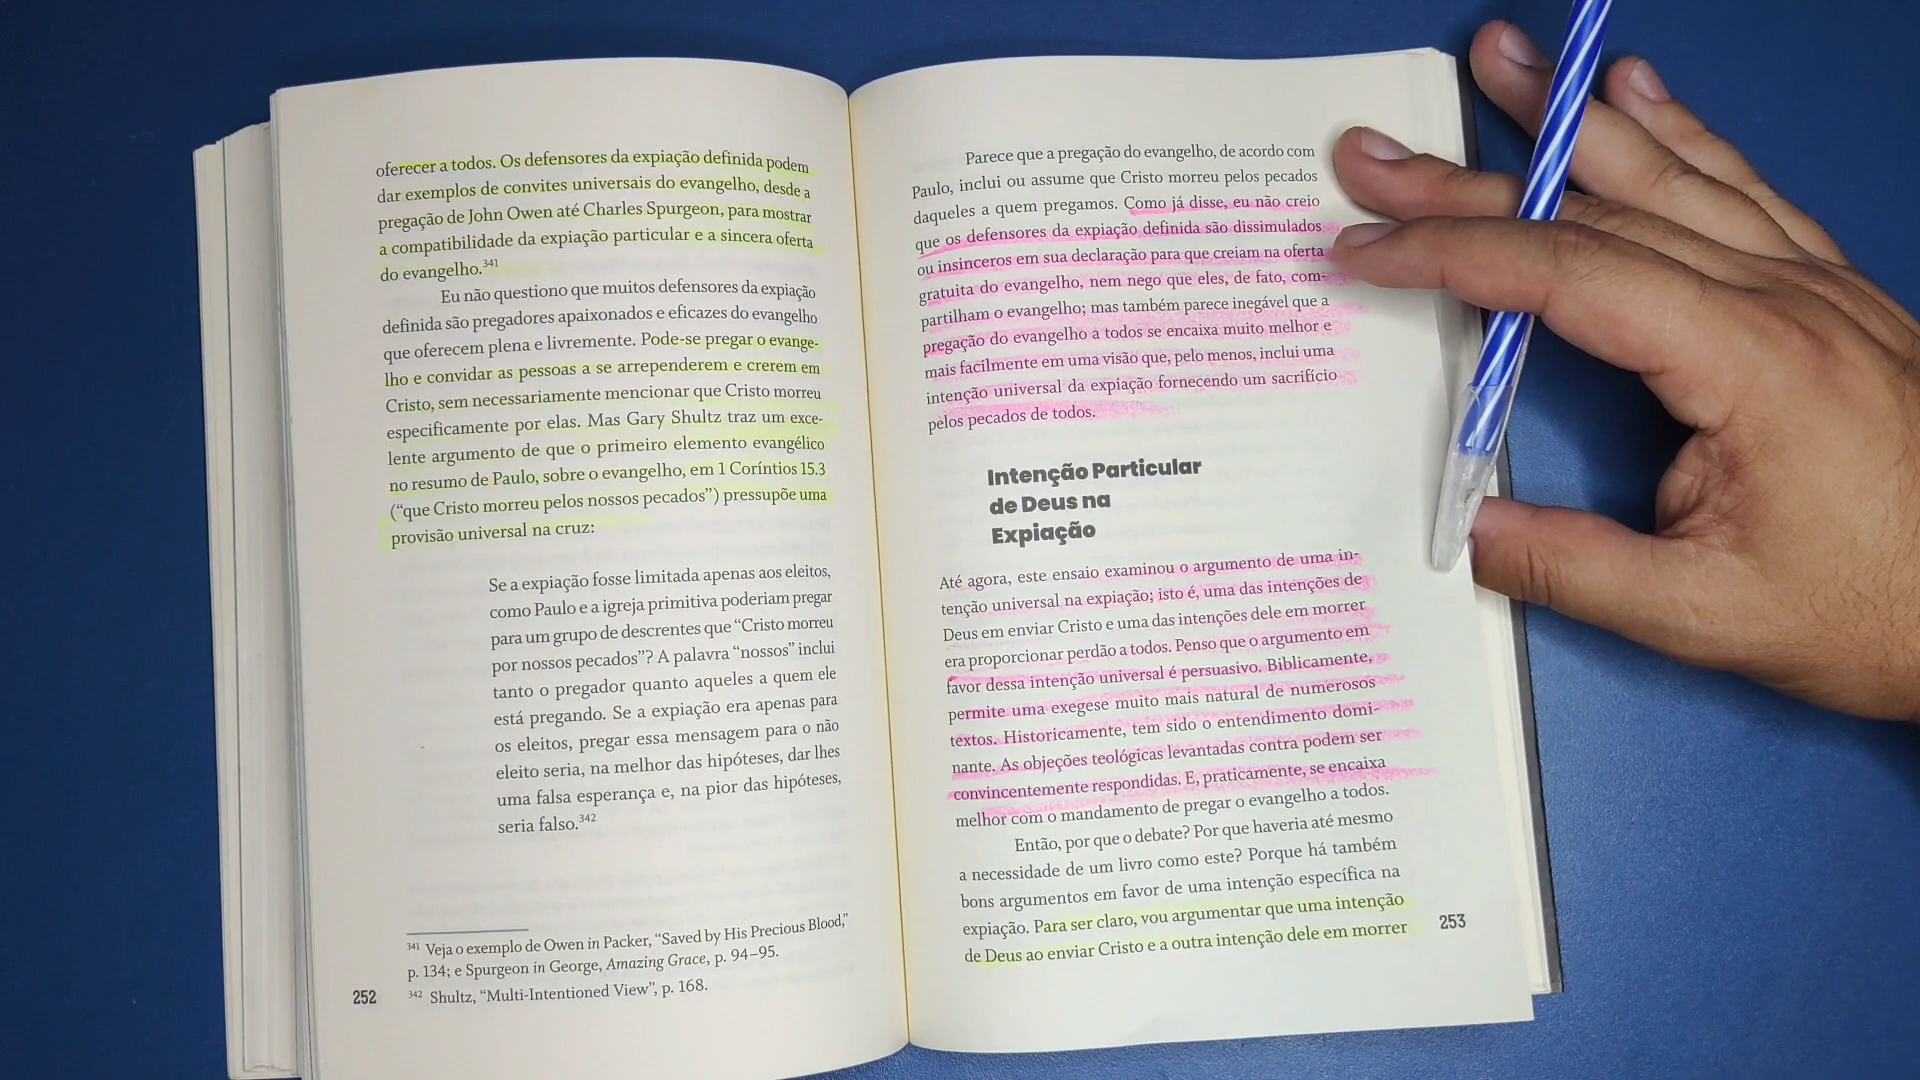 oferecer a todos. Os defensores da expiação definida podem
dar exemplos de convites universais do evangelho, desde a
pregação de John Owen até Charles Spurgeon, para mostrar
a compatibilidade da expiação particular e a sincera oferta
do evangelho.341
Eu não questiono que muitos defensores da expiação
definida são pregadores apaixonados e eficazes do evangelho
que oferecem plena e livremente. Pode-se pregar o evange-
lho e convidar as pessoas a se arrependerem e crerem em
Cristo, sem necessariamente mencionar que Cristo morreu
especificamente por elas. Mas Gary Shultz traz um exce-
lente argumento de que o primeiro elemento evangélico
no resumo de Paulo, sobre o evangelho, em 1 Coríntios 15.3
(“que Cristo morreu pelos nossos pecados”) pressupõe uma
provisão universal na cruz:
Se a expiação fosse limitada apenas aos eleitos,
como Paulo e a igreja primitiva poderiam pregar
para um grupo de descrentes que “Cristo morreu
por nossos pecados”? A palavra “nossos” inclui
tanto o pregador quanto aqueles a quem ele
está pregando. Se a expiação era apenas para
os eleitos, pregar essa mensagem para o não
eleito seria, na melhor das hipóteses, dar lhes
uma falsa esperança e, na pior das hipóteses,
seria falso.342
341 Veja o exemplo de Owen in Packer, “Saved by His Precious Blood,”
p. 134; e Spurgeon in George, Amazing Grace, p. 94–95.
342 Shultz, “Multi-Intentioned View”, p. 168.
252
Parece que a pregação do evangelho, de acordo com
Paulo, inclui ou assume que Cristo morreu pelos pecados
daqueles a quem pregamos. Como já disse, eu não creio
que os defensores da expiação definida são dissimulados
ou insinceros em sua declaração para que creiam na oferta
gratuita do evangelho, nem nego que eles, de fato, com-
partilham o evangelho; mas também parece inegável que a
pregação do evangelho a todos se encaixa muito melhor e
mais facilmente em uma visão que, pelo menos, inclui uma
intenção universal da expiação fornecendo um sacrifício
pelos pecados de todos.
Intenção Particular
de Deus na
Expiação
Até agora, este ensaio examinou o argumento de uma in-
tenção universal na expiação; isto é, uma das intenções de
Deus em enviar Cristo e uma das intenções dele em morrer
era proporcionar perdão a todos. Penso que o argumento em
favor dessa intenção universal é persuasivo. Biblicamente,
permite uma exegese muito mais natural de numerosos
textos. Historicamente, tem sido o entendimento domi-
nante. As objeções teológicas levantadas contra podem ser
convincentemente respondidas. E, praticamente, se encaixa
melhor com o mandamento de pregar o evangelho a todos.
Então, por que o debate? Por que haveria até mesmo
a necessidade de um livro como este? Porque há também
bons argumentos em favor de uma intenção específica na
expiação. Para ser claro, vou argumentar que uma intenção
de Deus ao enviar Cristo e a outra intenção dele em morrer
253